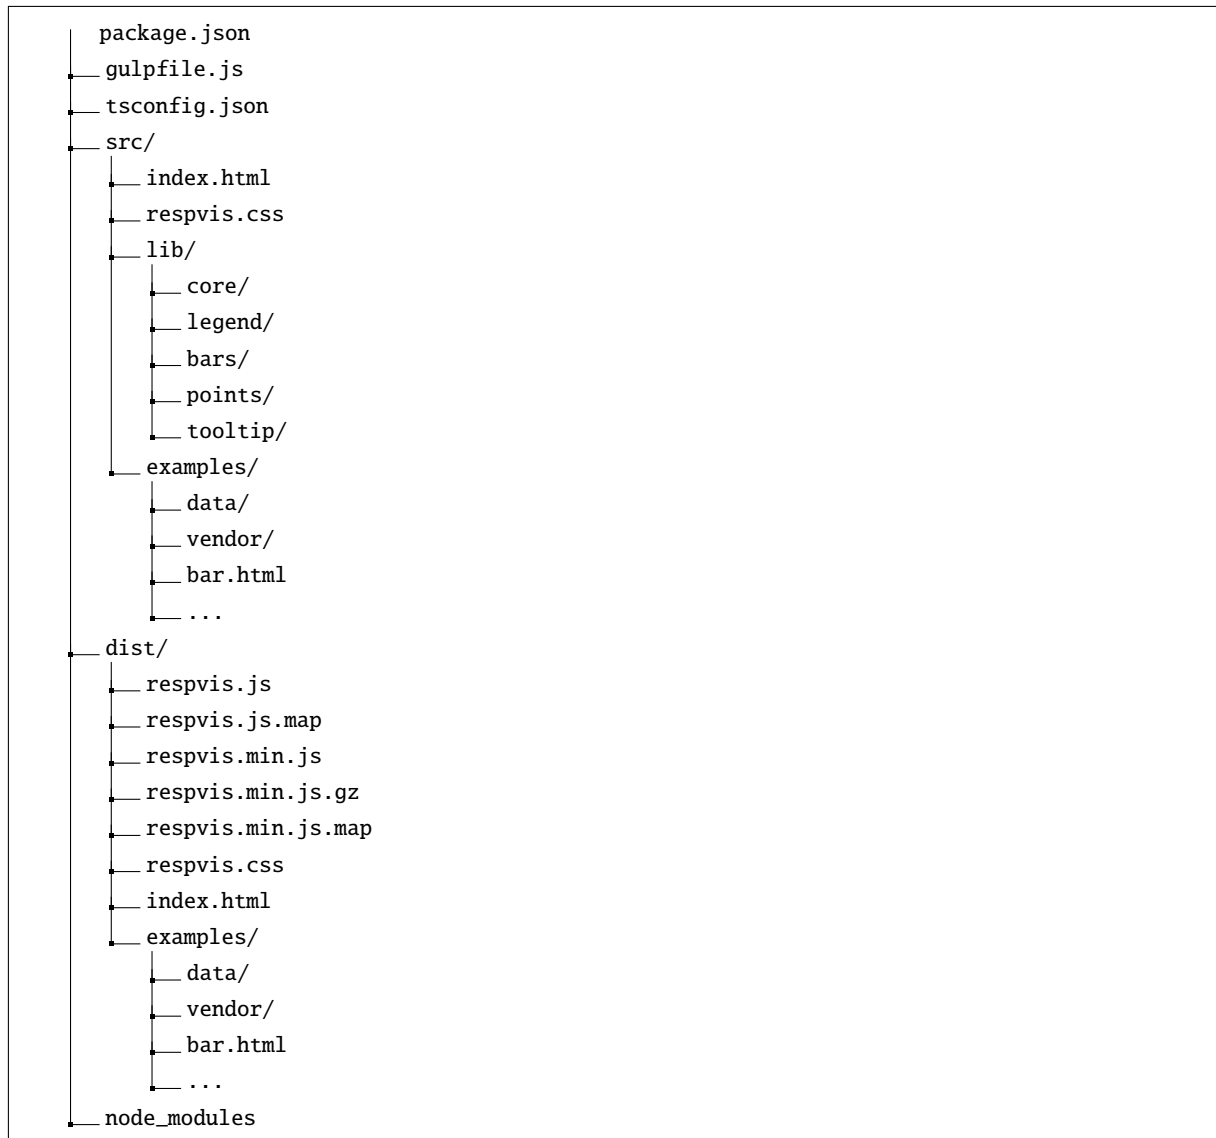 package.json
gulpfile.js
tsconfig.json
src/
index.html
respvis.css
lib/
core/
legend/
bars/
points/
tooltip/
examples/
data/
vendor/
bar.html
...
dist/
respvis.js
respvis.js.map
respvis.min.js
respvis.min.js.gz
respvis.min.js.map
respvis.css
index.html
examples/
data/
vendor/
bar.html
...
node_modules